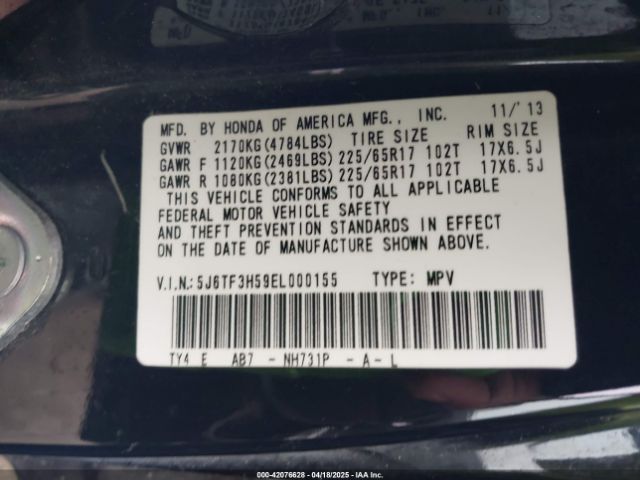 MFD. BY HONDA OF AMERICA MFG., INC. 11/'13
GVWR 2170KG(4784LBS) TIRE SIZE RIM SIZE
GAWR F 1120KG(2469LBS) 225/65R17 102T 17X6.5J
GAWR R 1080KG(2381LBS) 225/65R17 102T 17X6.5J
THIS VEHICLE CONFORMS TO ALL APPLICABLE
FEDERAL MOTOR VEHICLE SAFETY
AND THEFT PREVENTION STANDARDS IN EFFECT
ON THE DATE OF MANUFACTURE SHOWN ABOVE.
V.I.N.:5J6TF3H59EL000155 TYPE: MPV
TY4 E AB7 - NH731P - A - L
000-42076628 - 04/18/2025 - IAA Inc.